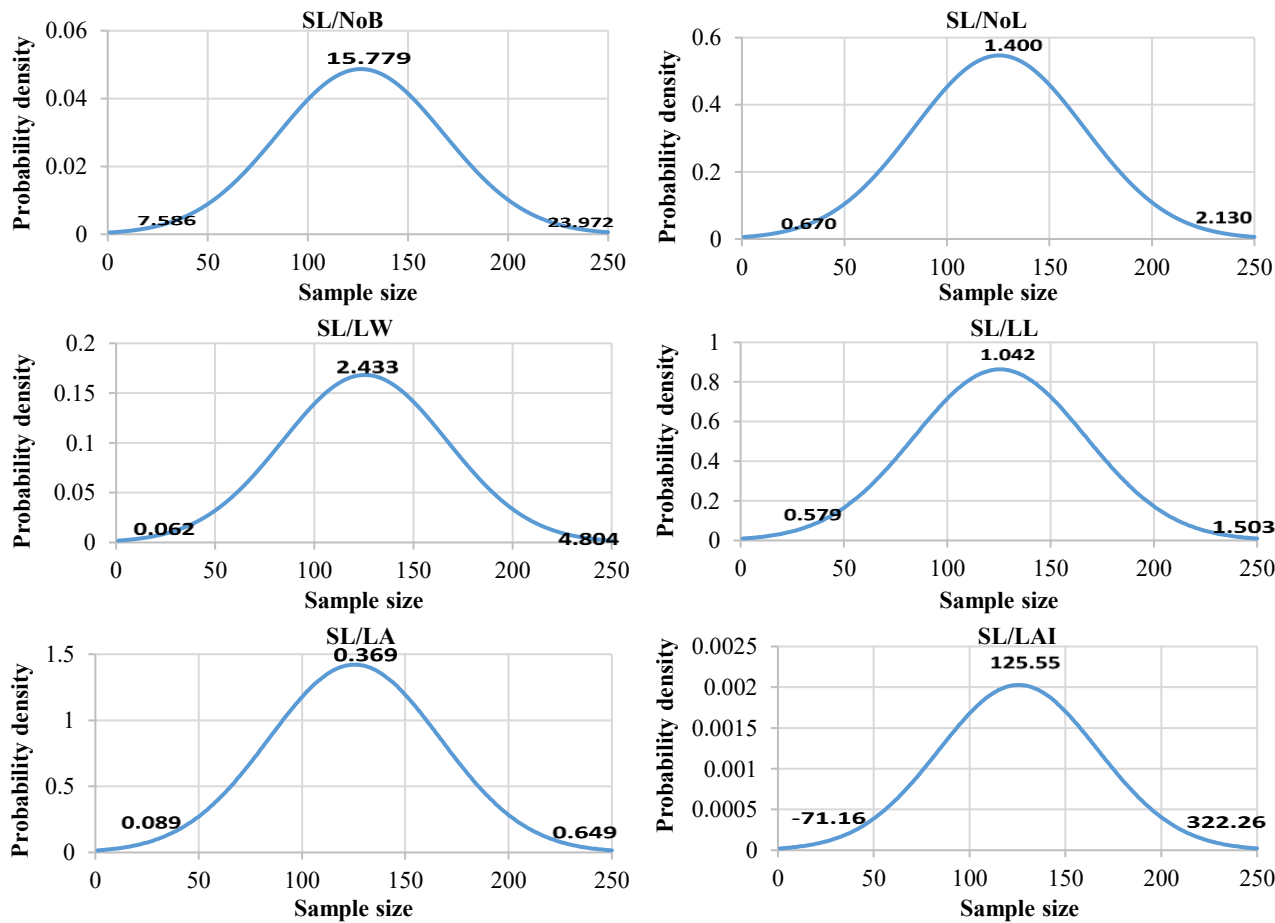 SL/NoB
Probability density
0.06
0.04
0.02
0
15.779
7.586
23.972
0 50 100 150 200 250
Sample size
SL/NoL
Probability density
0.6
0.4
0.2
0
1.400
0.670
2.130
0 50 100 150 200 250
Sample size
SL/LW
Probability density
0.2
0.15
0.1
0.05
0
2.433
0.062
4.804
0 50 100 150 200 250
Sample size
SL/LL
Probability density
1
0.8
0.6
0.4
0.2
0
1.042
0.579
1.503
0 50 100 150 200 250
Sample size
SL/LA
Probability density
1.5
1
0.5
0
0.369
0.089
0.649
0 50 100 150 200 250
Sample size
SL/LAI
Probability density
0.0025
0.002
0.0015
0.001
0.0005
0
125.55
-71.16
322.26
0 50 100 150 200 250
Sample size